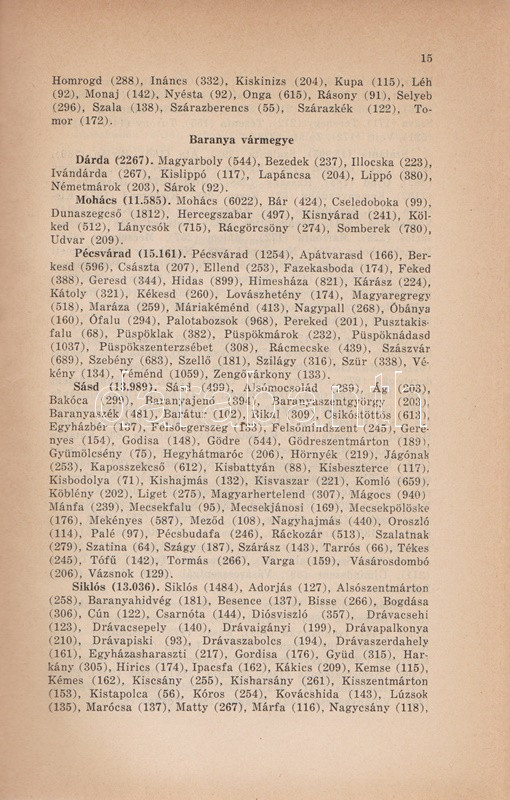 15
Homrogd (288), Ináncs (332), Kiskinizs (204), Kupa (115), Léh
(92), Monaj (142), Nyésta (92), Onga (615), Rásony (91), Selyeb
(296), Szala (138), Szárazberencs (55), Szárazkék (122), To-
mor (172).
Baranya vármegye
Dárda (2267). Magyarboly (544), Bezedek (237), Illocska (223),
Ivándárda (267), Kislippó (117), Lapáncsa (204), Lippó (380),
Németmárok (203), Sárok (92).
Mohács (11.585). Mohács (6022), Bár (424), Cseledoboka (99),
Dunaszegcső (1812), Hercegszabar (497), Kisnyárad (241), Köl-
ked (512), Lánycsók (715), Rácgörcsöny (274), Somberek (780),
Udvar (209).
Pécsvárad (15.161). Pécsvárad (1254), Apátvarasd (166), Ber-
kesd (596), Császta (207), Ellend (253), Fazekasboda (174), Feked
(388), Geresd (344), Hidas (899), Himesháza (821), Kárász (224),
Kátoly (321), Kékesd (260), Lovászhetény (174), Magyaregregy
(518), Maráza (259), Máriakéménd (413), Nagypall (268), Óbánya
(160), Ófalu (294), Palotabozsok (968), Pereked (201), Pusztakis-
falu (68), Püspöklak (382), Püspökmárok (232), Püspöknádasd
(1037), Püspökszenterzsébet (308), Rácmecske (439), Szászvár
(689), Szebény (683), Szellő (181), Szilágy (316), Szür (338), Vé-
kény (134), Véménd (1059), Zengővárkony (133).
Sásd (13.989). Sásd (499), Alsómocsolád (289), Ág (203),
Bakóca (299), Baranyajenő (394), Baranyaszentgyörgy (203),
Baranyaszék (481), Barátur (102), Bikal (309), Csikóstőttős (613),
Egyházbér (137), Felsőegerszeg (133), Felsőmindszent (245), Gere-
nyes (154), Godisa (148), Gödre (544), Gödreszentmárton (189),
Gyümölcsény (75), Hegyhátmaróc (206), Hörnyék (219), Jágónak
(253), Kaposszekcső (612), Kisbattyán (88), Kisbeszterce (117),
Kisbodolya (71), Kishajmás (132), Kisvaszar (221), Komló (659),
Köblény (202), Liget (275), Magyarhertelend (307), Mágocs (940)
Mánfa (239), Mecsekfalu (95), Mecsekjánosi (169), Mecsekpölöske
(176), Mekényes (587), Meződ (108), Nagyhajmás (440), Oroszló
(114), Palé (97), Pécsbudafa (246), Ráckozár (513), Szalatnak
(279), Szatina (64), Szágy (187), Szárász (143), Tarrós (66), Tékes
(245), Tófű (142), Tormás (266), Varga (159), Vásárosdombó
(206), Vázsnok (129).
Siklós (13.036). Siklós (1484), Adorjás (127), Alsószentmárton
(258), Baranyahidvég (181), Besence (137), Bisse (266), Bogdása
(306), Cún (122), Csarnóta (144), Diósviszló (357), Drávacsehi
(123), Drávacsepely (140), Drávaigányi (199), Drávapalkonya
(210), Drávapiski (93), Drávaszabolcs (194), Drávaszerdahely
(161), Egyházasharaszti (217), Gordisa (176), Gyüd (315), Har-
kány (305), Hirics (174), Ipacsfa (162), Kákics (209), Kemse (115),
Kémes (162), Kiscsány (255), Kisharsány (261), Kisszentmárton
(153), Kistapolca (56), Kóros (254), Kovácshida (143), Lúzsok
(135), Marócsa (137), Matty (267), Márfa (116), Nagycsány (118),